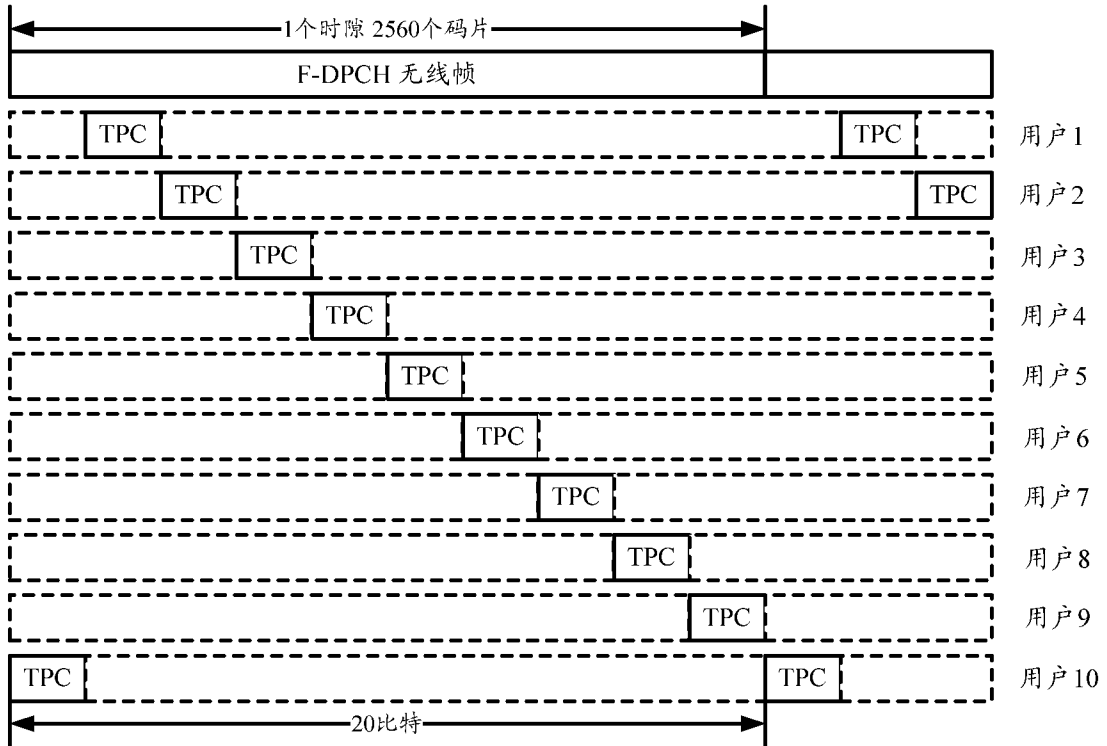 1个时隙 2560个码片
F-DPCH 无线帧
TPC TPC 用户1
TPC TPC 用户2
TPC 用户3
TPC 用户4
TPC 用户5
TPC 用户6
TPC 用户7
TPC 用户8
TPC 用户9
TPC TPC 用户10
20比特